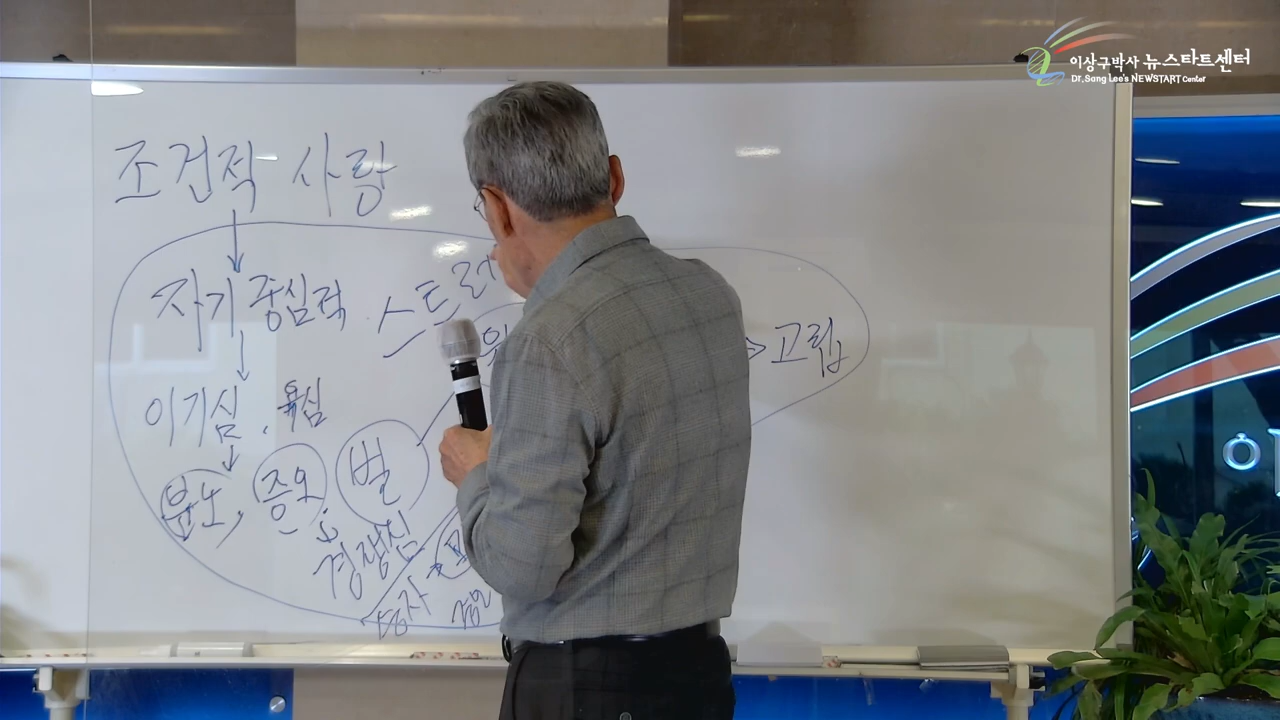 이상구박사 뉴스타트센터
Dr.Sang Lee's NEWSTART Center
조건적 사랑
자기 중심적 스트러
고립
이기심, 욕심
분노, 증오 벌
경쟁심